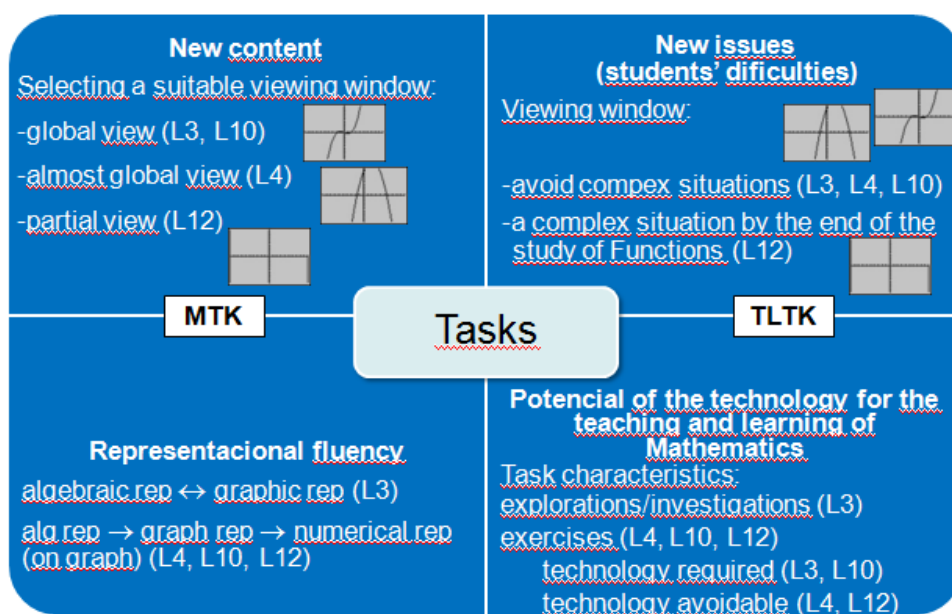 New content
Selecting a suitable viewing window:
-global view (L3, L10)
-almost global view (L4)
-partial view (L12)
MTK
New issues
(students’ dificulties)
Viewing window:
-avoid compex situations (L3, L4, L10)
-a complex situation by the end of the
study of Functions (L12)
TLTK
Tasks
Representacional fluency
algebraic rep ↔ graphic rep (L3)
alg rep → graph rep → numerical rep
(on graph) (L4, L10, L12)
Potencial of the technology for the
teaching and learning of
Mathematics
Task characteristics:
explorations/investigations (L3)
exercises (L4, L10, L12)
technology required (L3, L10)
technology avoidable (L4, L12)